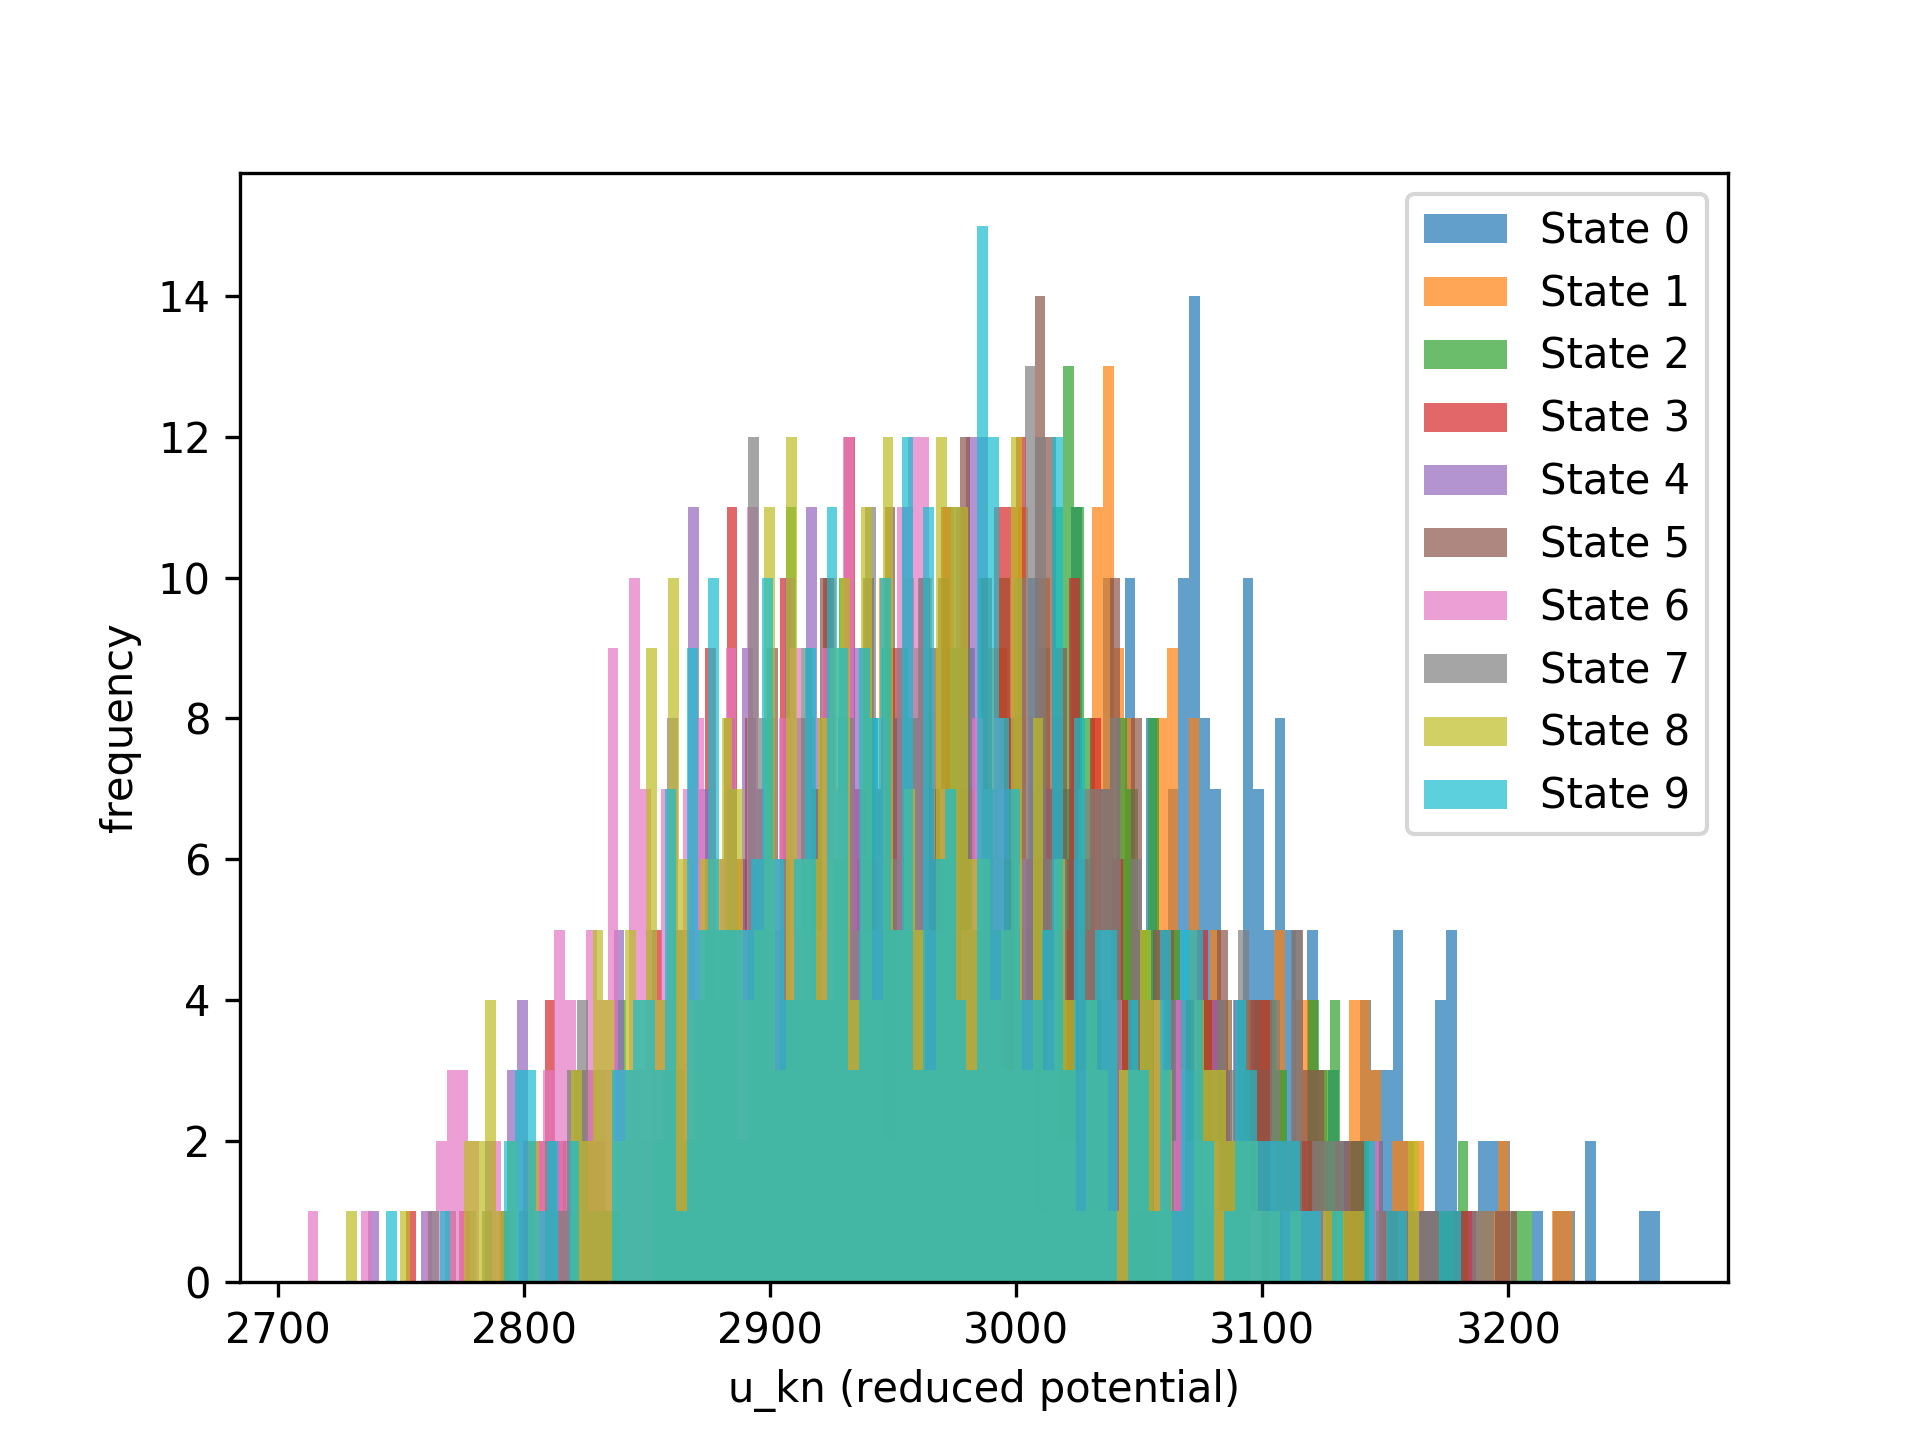 State 0
State 1
State 2
State 3
State 4
State 5
State 6
State 7
State 8
State 9
14
12
10
8
6
4
2
0
frequency
2700 2800 2900 3000 3100 3200
u_kn (reduced potential)